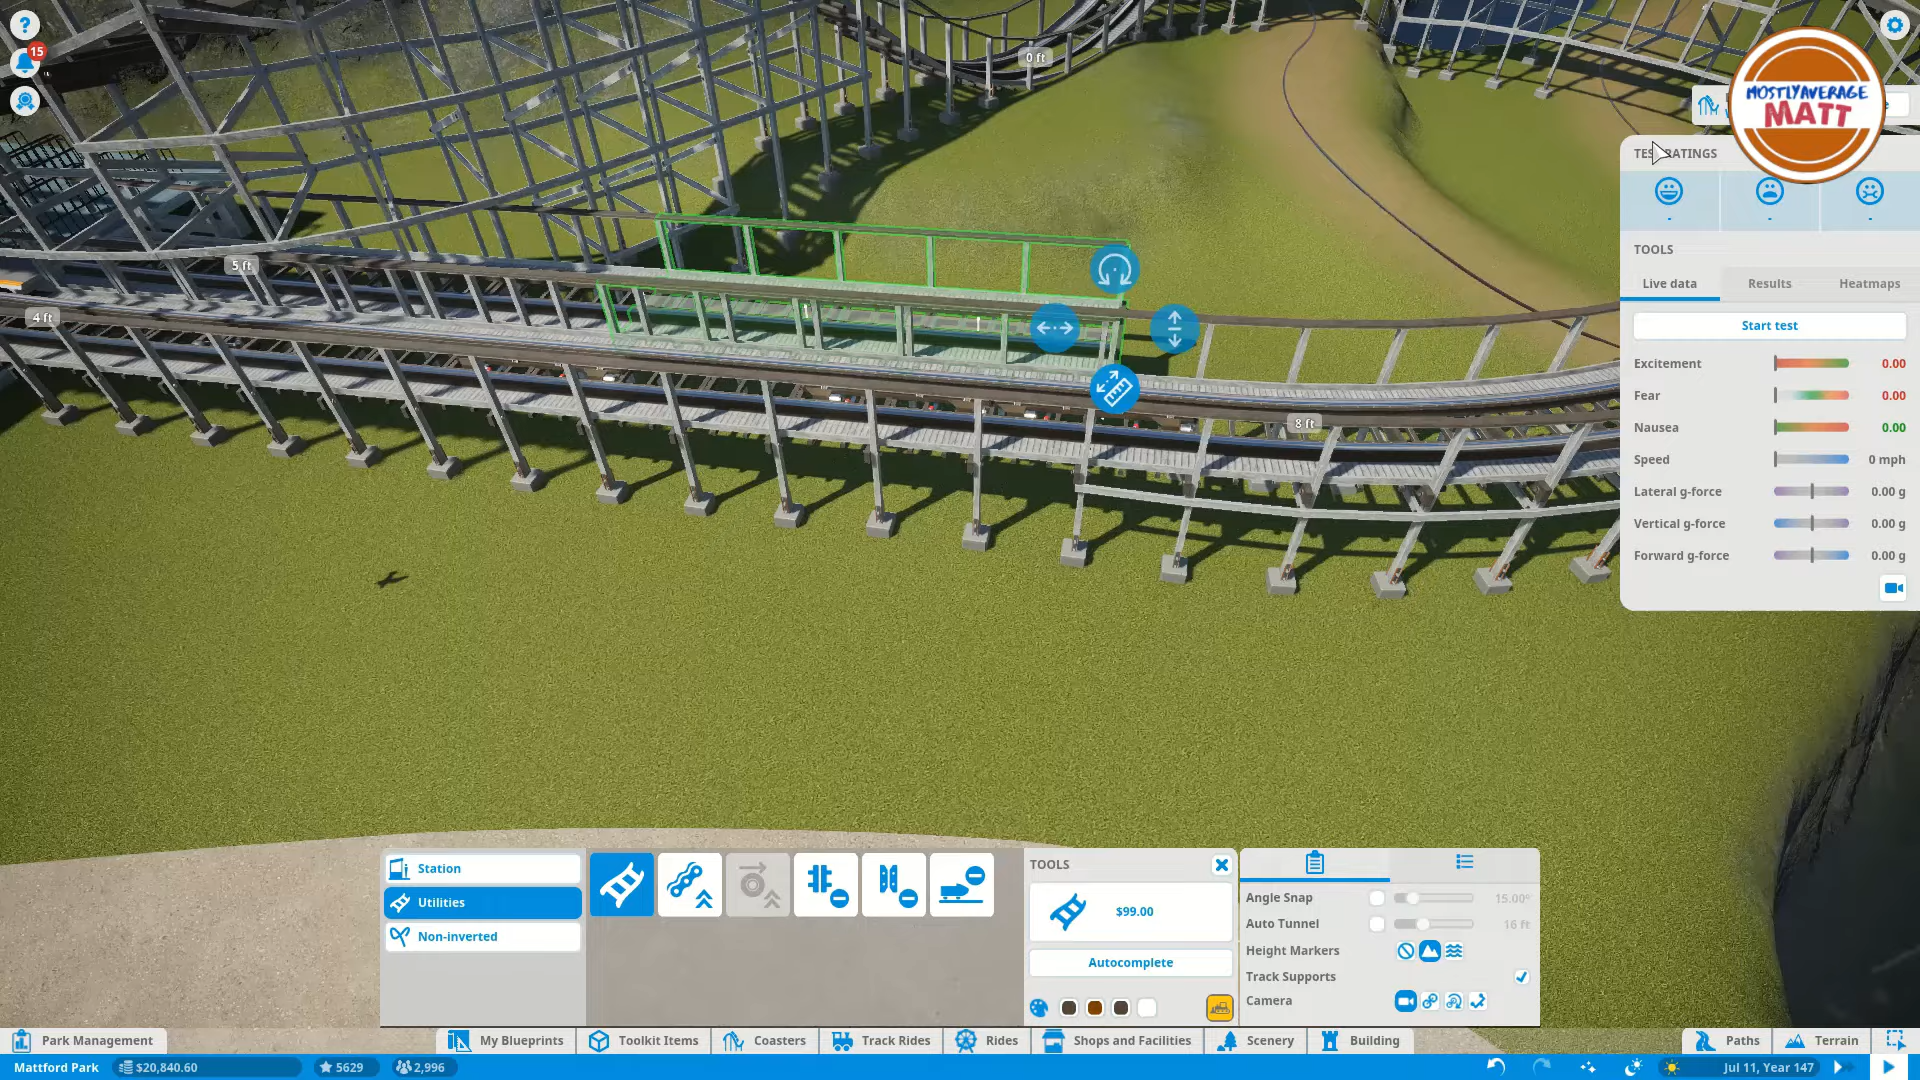 ?
15
0 ft
MOSTLYAVERAGE
MATT
TEST RATINGS
-
-
-
TOOLS
Live data
Results
Heatmaps
Start test
Excitement
0.00
Fear
0.00
Nausea
0.00
Speed
0 mph
Lateral g-force
0.00 g
Vertical g-force
0.00 g
Forward g-force
0.00 g
5 ft
4 ft
8 ft
Station
Utilities
Non-inverted
TOOLS
$99.00
Autocomplete
Angle Snap
15.00°
Auto Tunnel
16 ft
Height Markers
Track Supports
Camera
Park Management
My Blueprints
Toolkit Items
Coasters
Track Rides
Rides
Shops and Facilities
Scenery
Building
Paths
Terrain
Mattford Park
$20,840.60
5629
2,996
Jul 11, Year 147